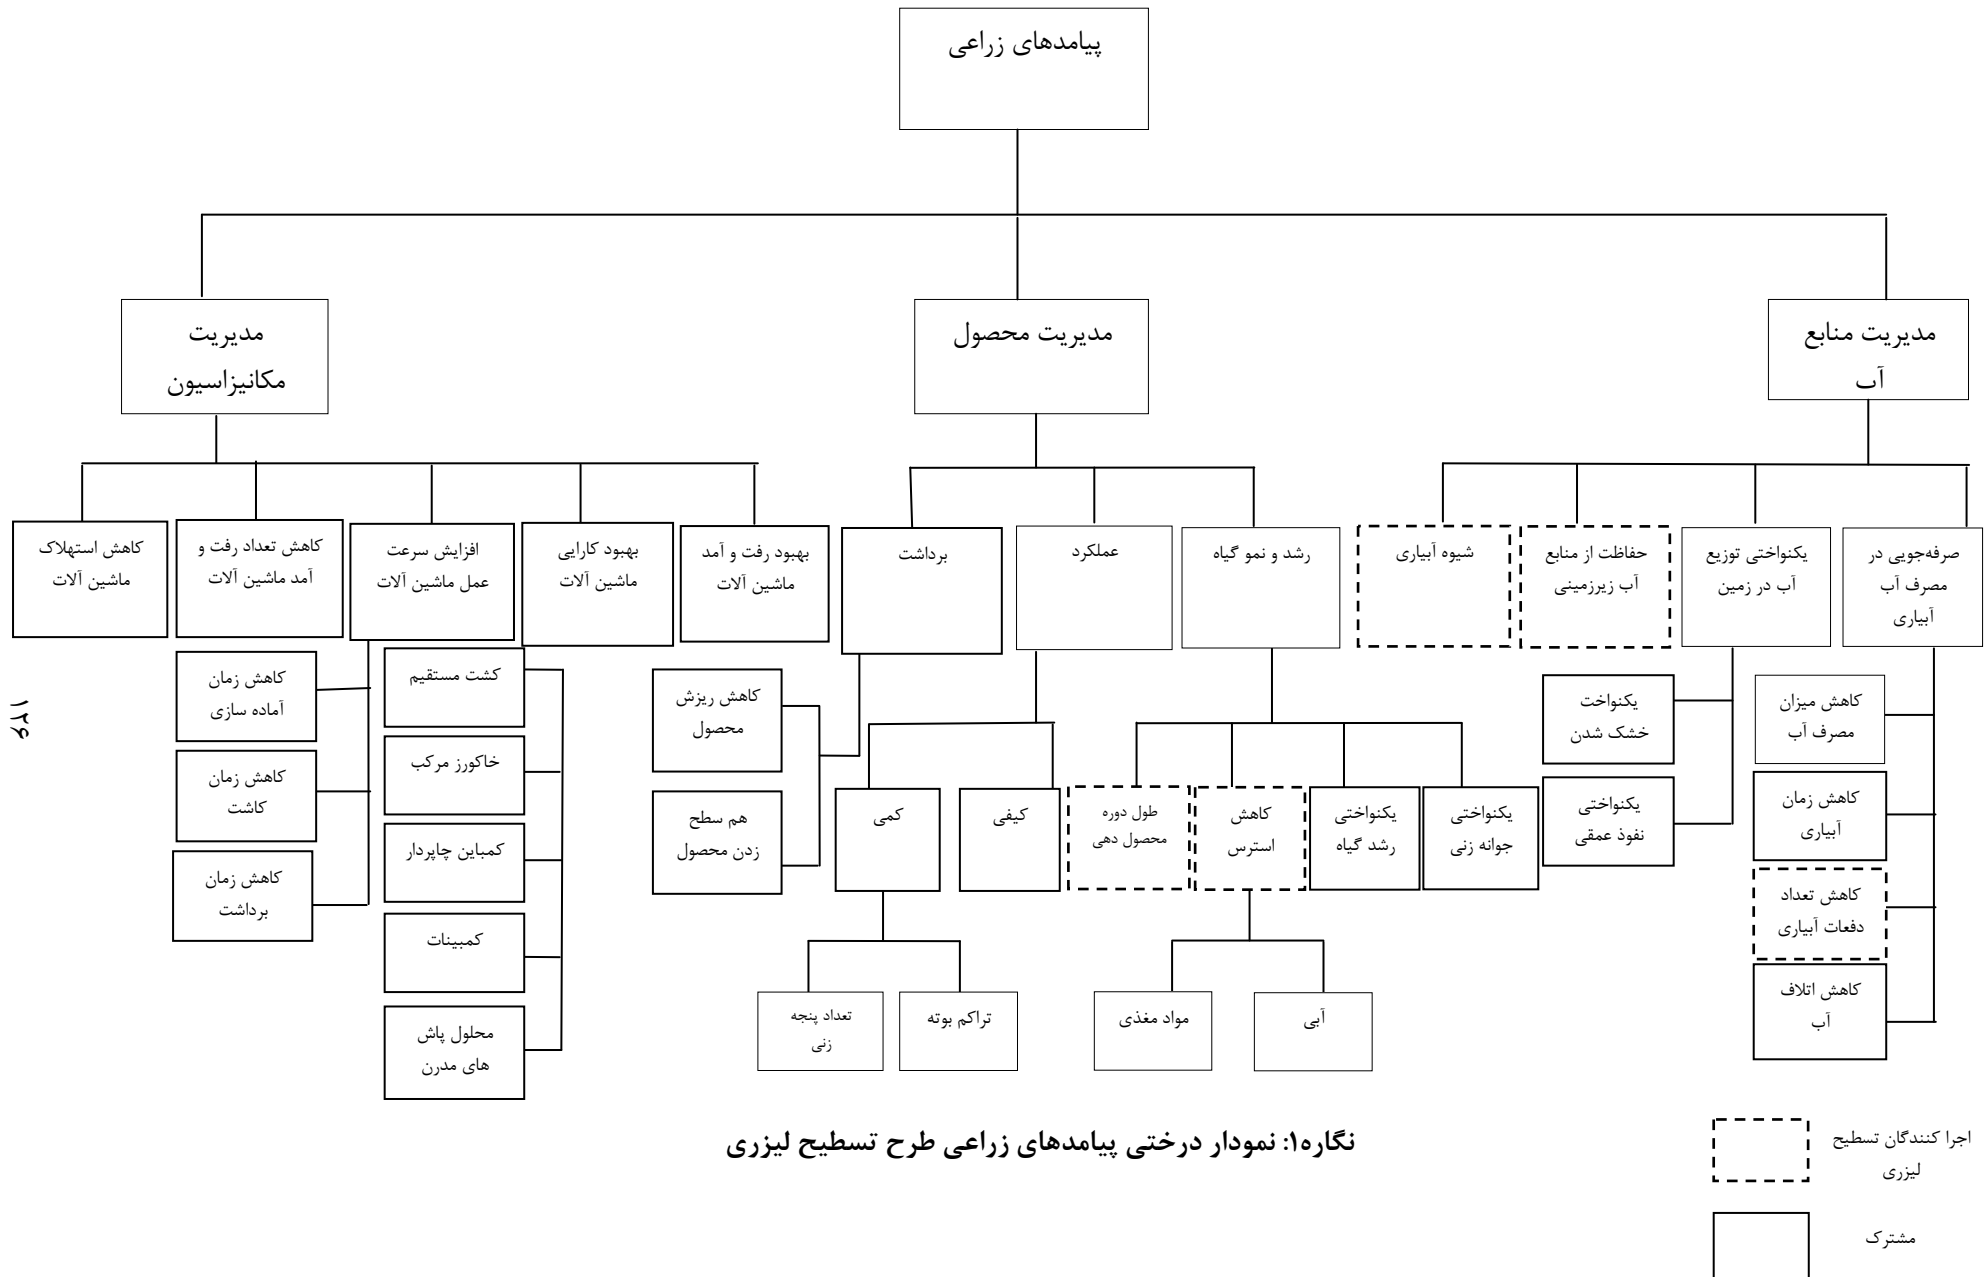 پیامدهای زراعی
مدیریت منابع
آب
مدیریت محصول
مدیریت
مکانیزاسیون
صرفه‌جویی در
مصرف آب
آبیاری
یکنواختی توزیع
آب در زمین
حفاظت از منابع
آب زیرزمینی
شیوه آبیاری
رشد و نمو گیاه
عملکرد
برداشت
بهبود رفت و آمد
ماشین آلات
بهبود کارایی
ماشین آلات
افزایش سرعت
عمل ماشین آلات
کاهش تعداد رفت و
آمد ماشین آلات
کاهش استهلاک
ماشین آلات
کاهش میزان
مصرف آب
کاهش زمان
آبیاری
کاهش تعداد
دفعات آبیاری
کاهش اتلاف
آب
یکنواخت
خشک شدن
یکنواختی
نفوذ عمقی
یکنواختی
جوانه زنی
یکنواختی
رشد گیاه
کاهش
استرس
طول دوره
محصول دهی
آبی
مواد مغذی
کیفی
کمی
تراکم بوته
تعداد پنجه
زنی
کاهش ریزش
محصول
هم سطح
زدن محصول
کشت مستقیم
خاکورز مرکب
کمباین چاپردار
کمبینات
محلول پاش
های مدرن
کاهش زمان
آماده سازی
کاهش زمان
کاشت
کاهش زمان
برداشت
۱۲۶
نگاره۱: نمودار درختی پیامدهای زراعی طرح تسطیح لیزری
اجرا کنندگان تسطیح
لیزری
مشترک